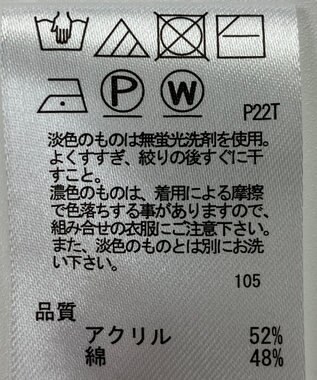 P
W
P22T
淡色のものは無蛍光洗剤を使用。
よくすすぎ、絞りの後すぐに干
すこと。
濃色のものは、着用による摩擦
で色落ちする事がありますので、
組み合せの衣服にご注意下さい。
また、淡色のものとは別にお洗
い下さい。
105
品質
アクリル 52%
綿 48%